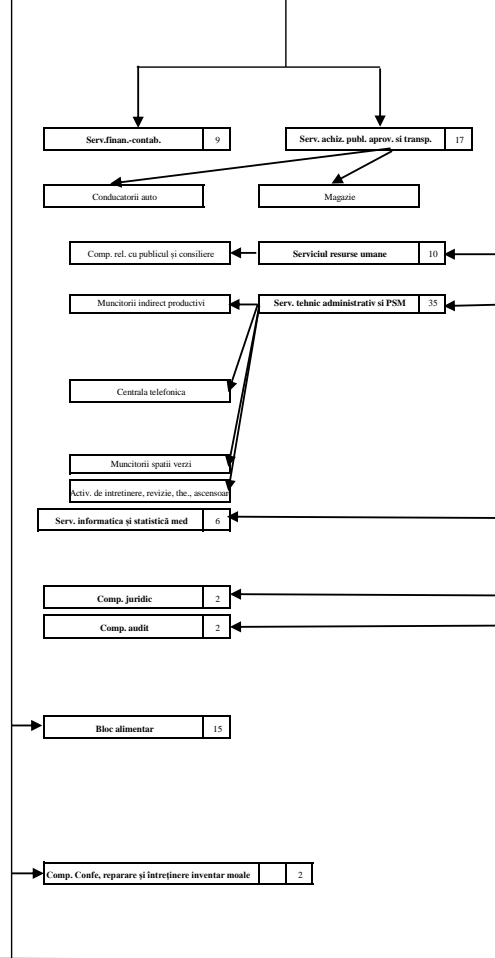 Serv.finan.-contab. 9 Serv. achiz. publ. aprov. si transp. 17
Conducatorii auto Magazie
Comp. rel. cu publicul și consiliere Serviciul resurse umane 10
Muncitorii indirect productivi Serv. tehnic administrativ si PSM 35
Centrala telefonica
Muncitorii spatii verzi
Activ. de intretinere, revizie, the., ascensoar
Serv. informatica și statistică med 6
Comp. juridic 2
Comp. audit 2
Bloc alimentar 15
Comp. Confe, reparare și întreținere inventar moale 2